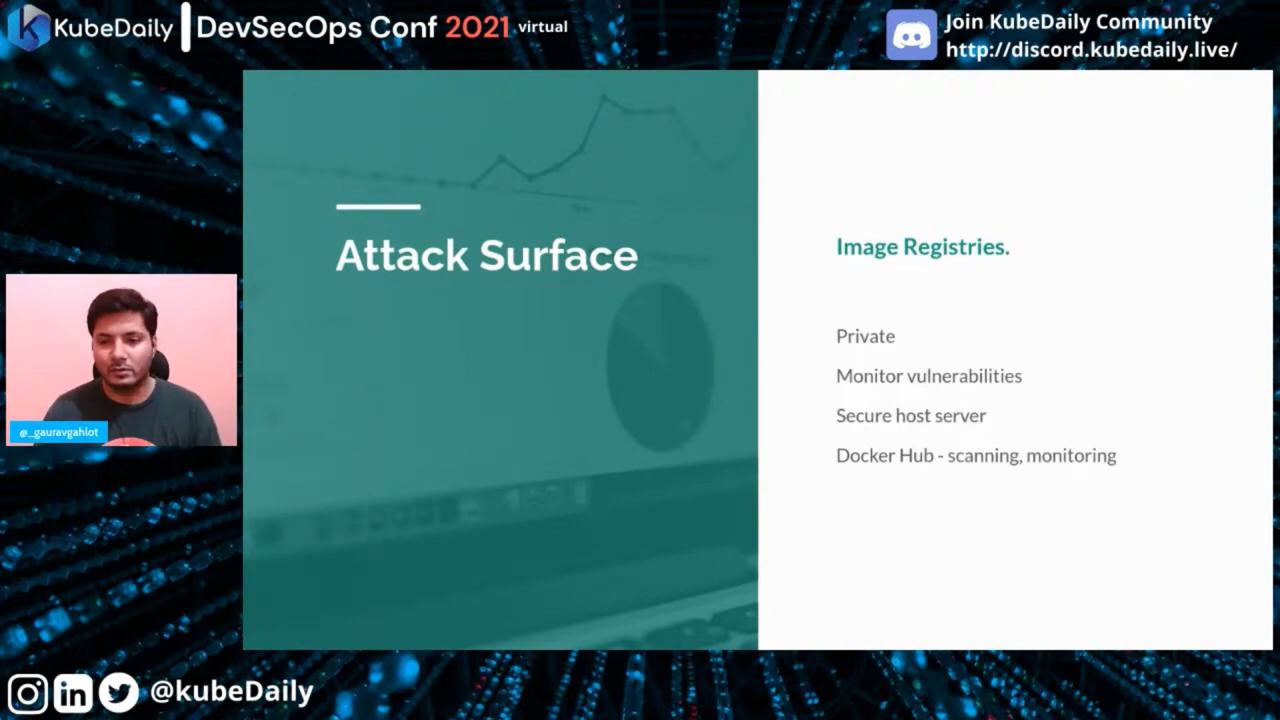 KubeDaily DevSecOps Conf 2021 virtual
Join KubeDaily Community
http://discord.kubedaily.live/
Attack Surface
Image Registries.
Private
Monitor vulnerabilities
Secure host server
Docker Hub - scanning, monitoring
@_gauravgahlot
@kubeDaily